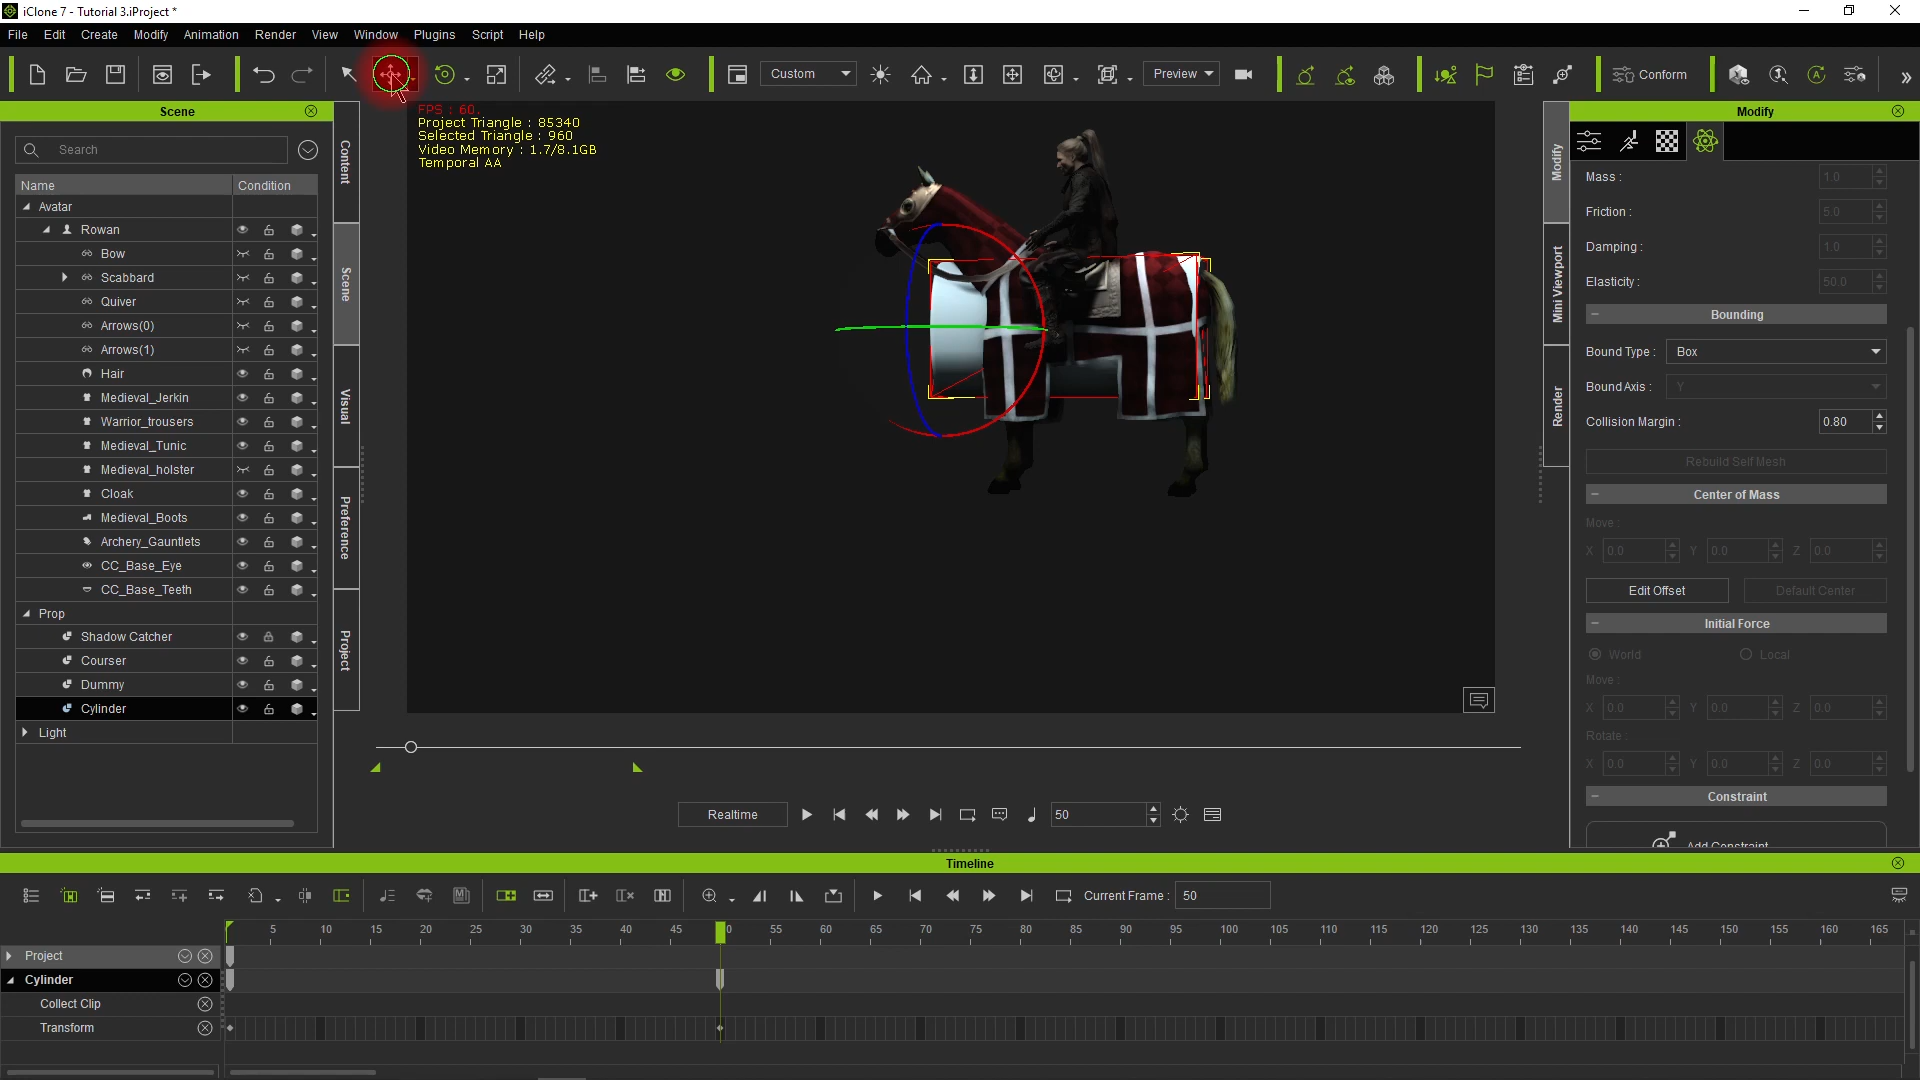 iClone 7 - Tutorial 3.iProject *
File Edit Create Modify Animation Render View Window Plugins Script Help
Custom Preview Conform
Scene
Search
Name Condition
Avatar
Rowan
Bow
Scabbard
Quiver
Arrows(0)
Arrows(1)
Hair
Medieval_Jerkin
Warrior_trousers
Medieval_Tunic
Medieval_holster
Cloak
Medieval_Boots
Archery_Gauntlets
CC_Base_Eye
CC_Base_Teeth
Prop
Shadow Catcher
Courser
Dummy
Cylinder
Light
Content
Scene
Visual
Preference
Project
FPS : 60.
Project Triangle : 85340
Selected Triangle : 960
Video Memory : 1.7/8.1GB
Temporal AA
Modify
Mini Viewport
Render
Modify
Mass : 1.0
Friction : 5.0
Damping : 1.0
Elasticity : 50.0
Bounding
Bound Type : Box
Bound Axis : Y
Collision Margin : 0.80
Rebuild Self Mesh
Center of Mass
Move :
X 0.0 Y 0.0 Z 0.0
Edit Offset Default Center
Initial Force
World Local
Move :
X 0.0 Y 0.0 Z 0.0
Rotate :
X 0.0 Y 0.0 Z 0.0
Constraint
Add Constraint
Realtime 50
Timeline
Current Frame : 50
5 10 15 20 25 30 35 40 45 0 55 60 65 70 75 80 85 90 95 100 105 110 115 120 125 130 135 140 145 150 155 160 165
Project
Cylinder
Collect Clip
Transform